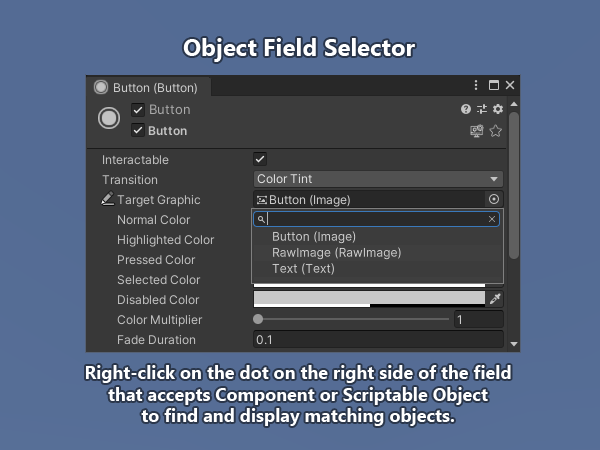 Object Field Selector
Button (Button)
Button
Button
Interactable
Transition
Color Tint
Target Graphic
Button (Image)
Normal Color
Highlighted Color
Button (Image)
Pressed Color
RawImage (RawImage)
Selected Color
Text (Text)
Disabled Color
Color Multiplier
1
Fade Duration
0.1
Right-click on the dot on the right side of the field
that accepts Component or Scriptable Object
to find and display matching objects.